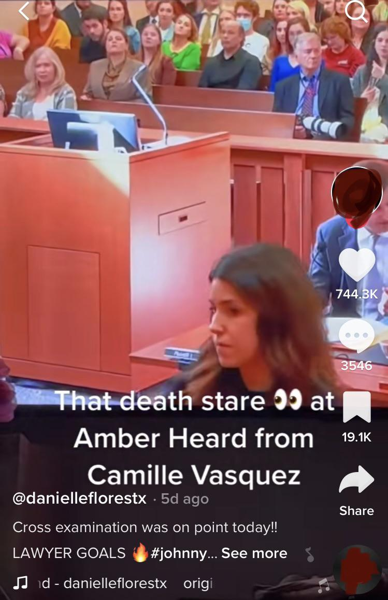 744.3K
3546
19.1K
That death stare 👀 at
Amber Heard from
Camille Vasquez
Share
@danielleflorestx · 5d ago
Cross examination was on point today!!
LAWYER GOALS 🔥#johnny... See more
d - danielleflorestx origi